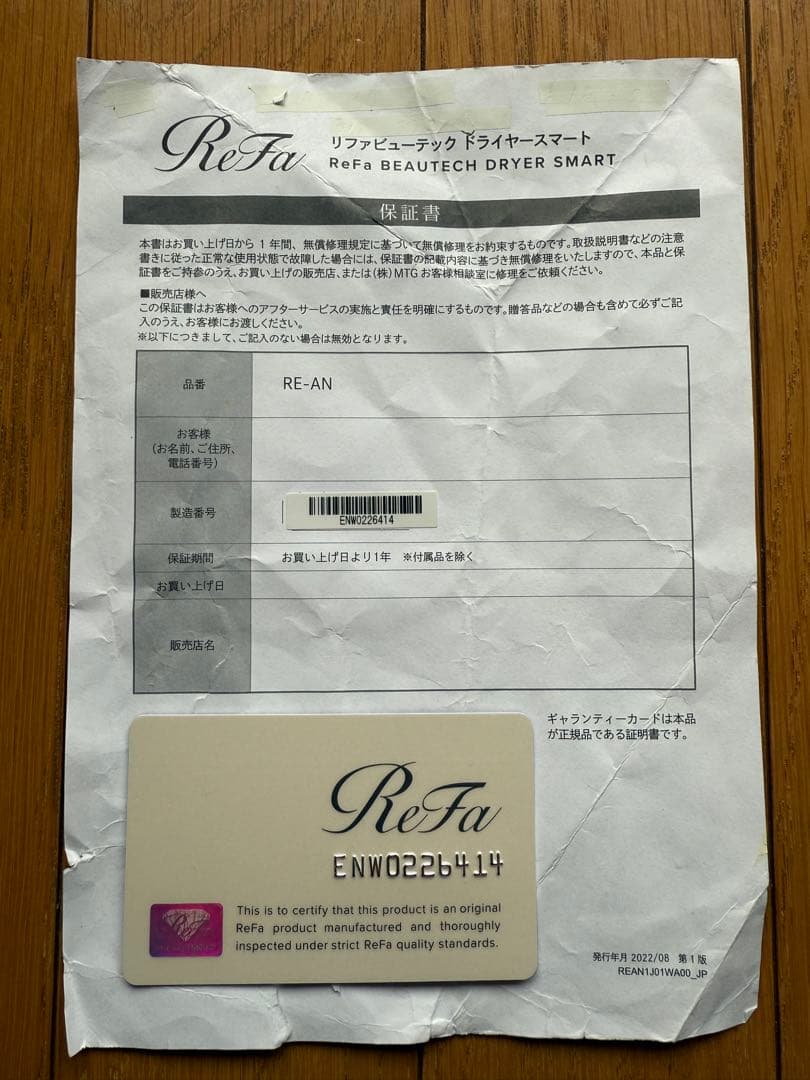 ReFa
リファビューテック ドライヤースマート
ReFa BEAUTECH DRYER SMART
保証書
本書はお買い上げ日から 1 年間、無償修理規定に基づいて無償修理をお約束するものです。取扱説明書などの注意
書きに従った正常な使用状態で故障した場合には、保証書の記載内容に基づき無償修理をいたしますので、本品と保
証書をご持参のうえ、お買い上げの販売店、または(株)MTG お客様相談室に修理をご依頼ください。
■販売店様へ
この保証書はお客様へのアフターサービスの実施と責任を明確にするものです。贈答品などの場合も含めて必ずご記
入のうえ、お客様にお渡しください。
※以下につきまして、ご記入のない場合は無効となります。
品番
RE-AN
お客様
(お名前、ご住所、
電話番号)
製造番号
ENW0226414
保証期間
お買い上げ日より1年 ※付属品を除く
お買い上げ日
販売店名
ギャランティーカードは本品
が正規品である証明書です。
ReFa
ENW0226414
This is to certify that this product is an original
ReFa product manufactured and thoroughly
inspected under strict ReFa quality standards.
発行年月 2022/08 第1版
REAN1J01WA00_JP